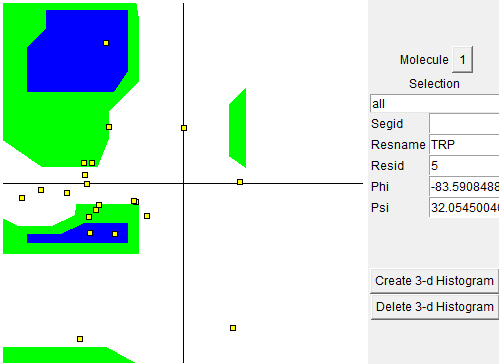 Molecule 1
Selection
all
Segid
Resname TRP
Resid 5
Phi -83.5908488
Psi 32.0545004
Create 3-d Histogram
Delete 3-d Histogram